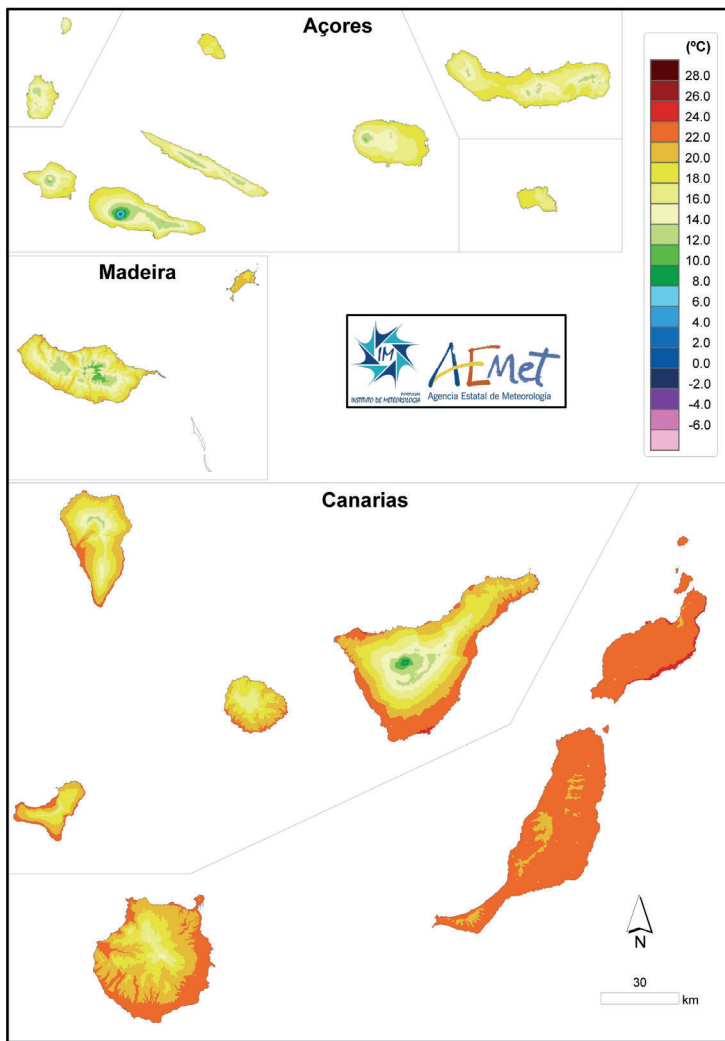 Açores
(ºC)
28.0
26.0
24.0
22.0
20.0
18.0
16.0
14.0
12.0
10.0
8.0
6.0
4.0
2.0
0.0
-2.0
-4.0
-6.0
Madeira
IM
PORTUGAL
INSTITUTO DE METEOROLOGIA
AEMet
Agencia Estatal de Meteorología
Canarias
N
30
km